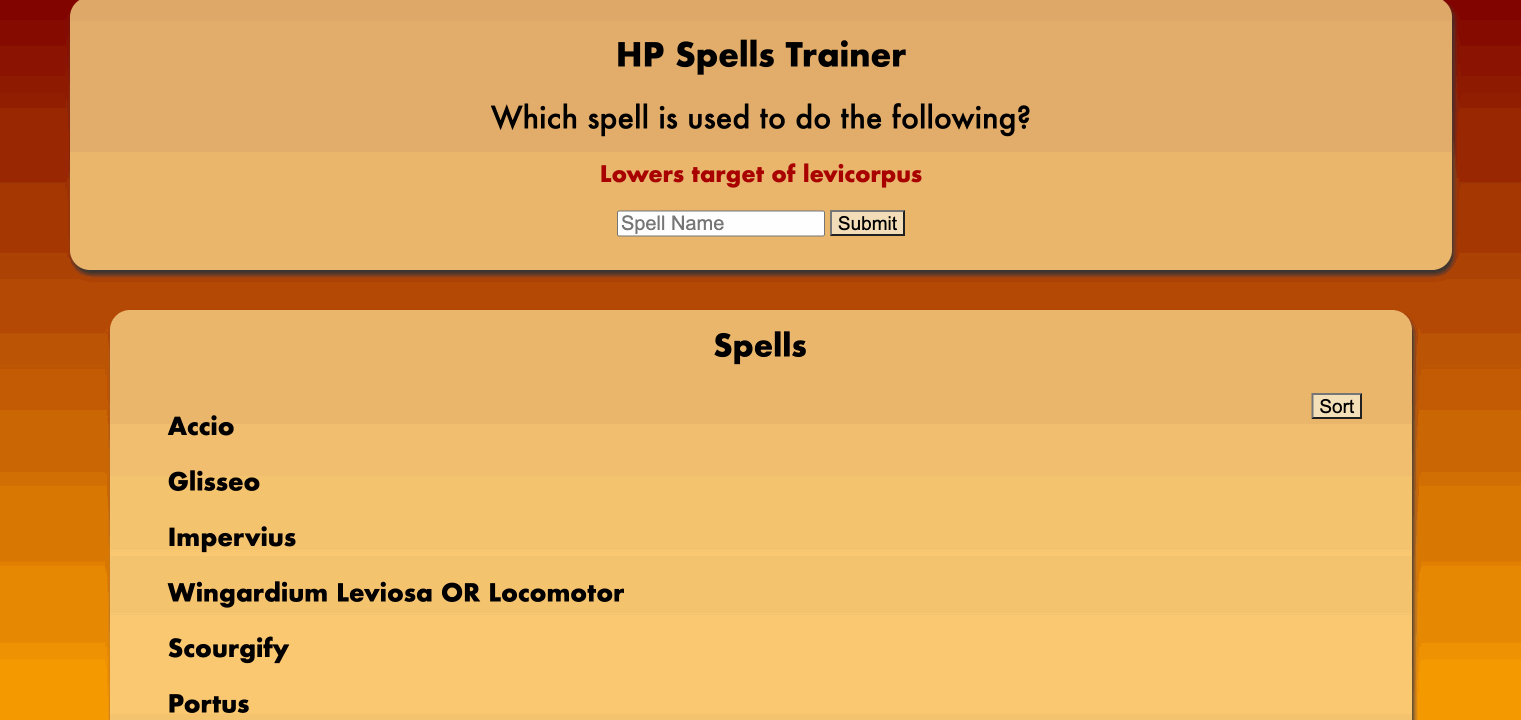 HP Spells Trainer
Which spell is used to do the following?
Lowers target of levicorpus
Spell Name Submit
Spells
Sort
Accio
Glisseo
Impervius
Wingardium Leviosa OR Locomotor
Scourgify
Portus